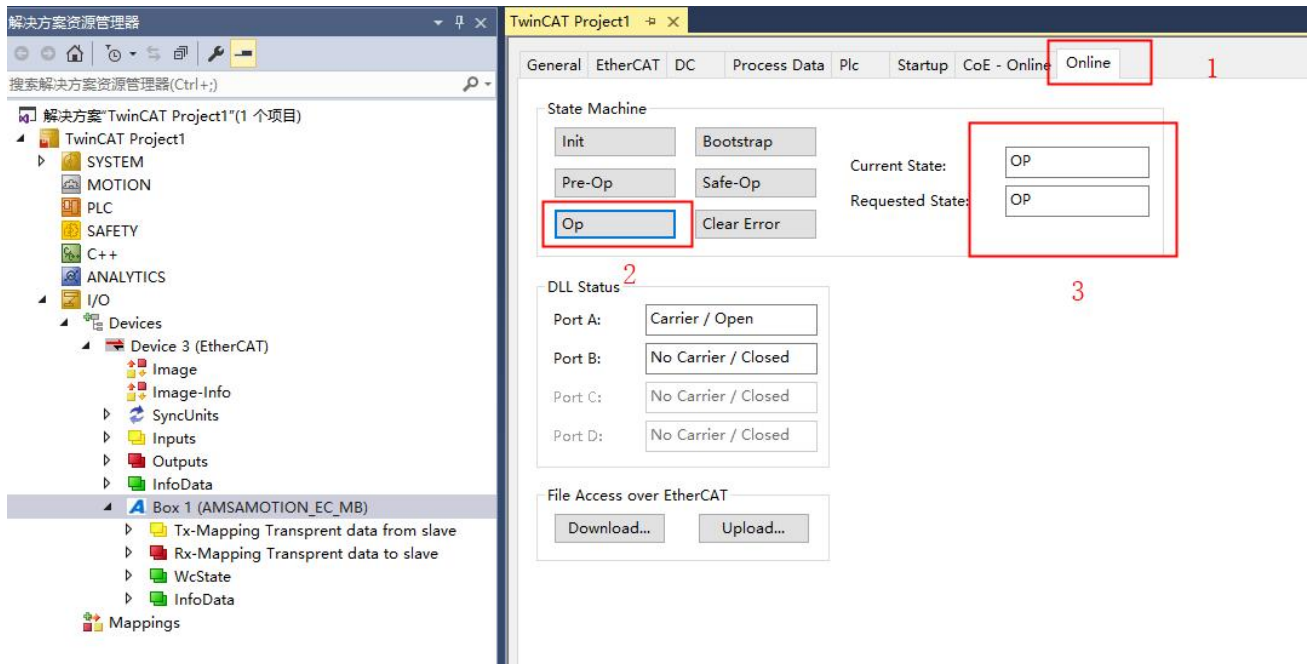 解决方案资源管理器
搜索解决方案资源管理器(Ctrl+;)
解决方案"TwinCAT Project1"(1 个项目)
TwinCAT Project1
SYSTEM
MOTION
PLC
SAFETY
C++
ANALYTICS
I/O
Devices
Device 3 (EtherCAT)
Image
Image-Info
SyncUnits
Inputs
Outputs
InfoData
Box 1 (AMSAMOTION_EC_MB)
Tx-Mapping Transprent data from slave
Rx-Mapping Transprent data to slave
WcState
InfoData
Mappings
TwinCAT Project1
General EtherCAT DC Process Data Plc Startup CoE - Online Online
1
State Machine
Init Bootstrap
Pre-Op Safe-Op
Op Clear Error
Current State: OP
Requested State: OP
2
3
DLL Status
Port A: Carrier / Open
Port B: No Carrier / Closed
Port C: No Carrier / Closed
Port D: No Carrier / Closed
File Access over EtherCAT
Download... Upload...